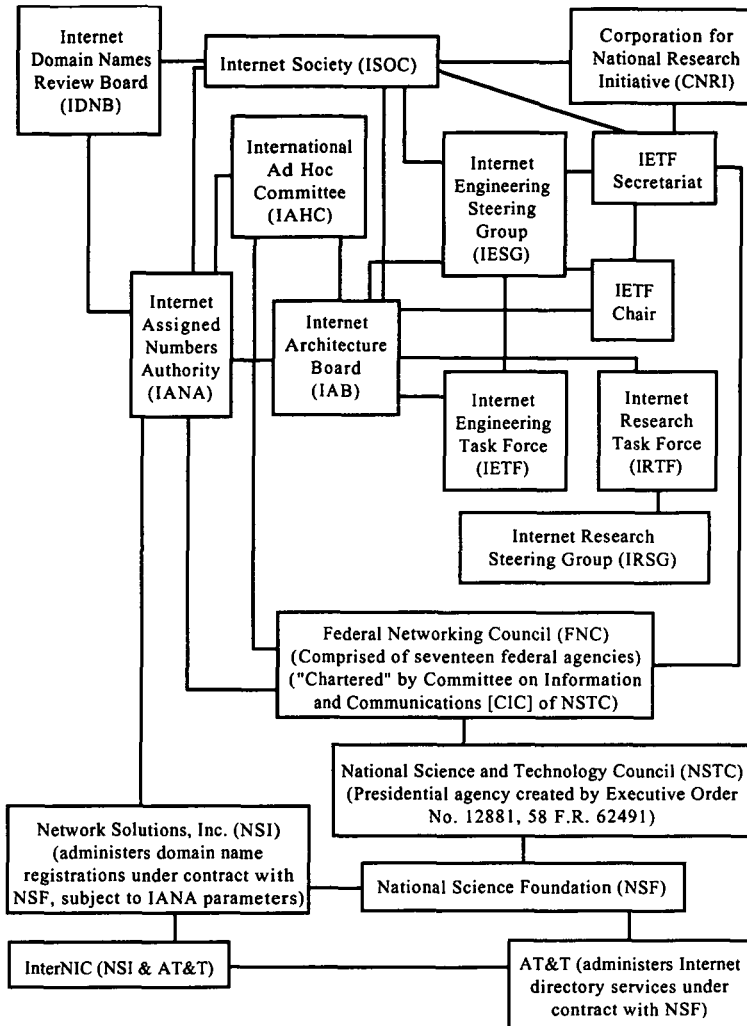 Internet
Domain Names
Review Board
(IDNB)
Internet Society (ISOC)
Corporation for
National Research
Initiative (CNRI)
International
Ad Hoc
Committee
(IAHC)
Internet
Engineering
Steering
Group
(IESG)
IETF
Secretariat
Internet
Assigned
Numbers
Authority
(IANA)
Internet
Architecture
Board
(IAB)
IETF
Chair
Internet
Engineering
Task Force
(IETF)
Internet
Research
Task Force
(IRTF)
Internet Research
Steering Group (IRSG)
Federal Networking Council (FNC)
(Comprised of seventeen federal agencies)
("Chartered" by Committee on Information
and Communications [CIC] of NSTC)
National Science and Technology Council (NSTC)
(Presidential agency created by Executive Order
No. 12881, 58 F.R. 62491)
Network Solutions, Inc. (NSI)
(administers domain name
registrations under contract with
NSF, subject to IANA parameters)
National Science Foundation (NSF)
InterNIC (NSI & AT&T)
AT&T (administers Internet
directory services under
contract with NSF)